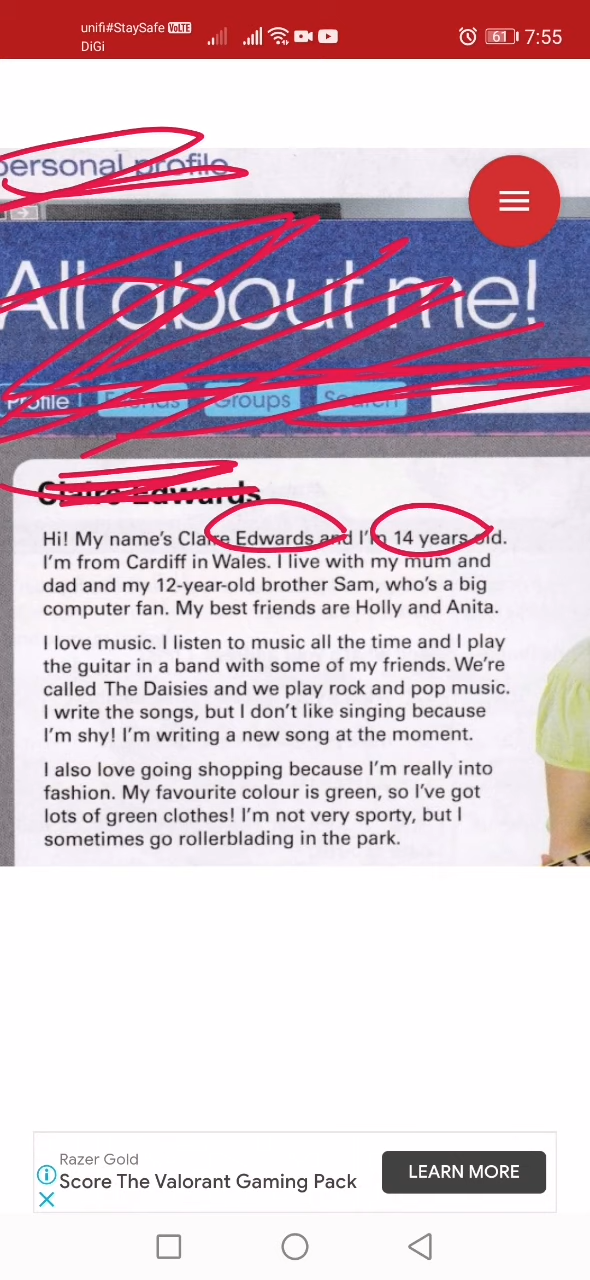 unifi#StaySafe VoLTE
DiGi
61 7:55
personal profile
All about me!
Profile Friends Groups Search
Claire Edwards
Hi! My name's Claire Edwards and I'm 14 years old.
I'm from Cardiff in Wales. I live with my mum and
dad and my 12-year-old brother Sam, who's a big
computer fan. My best friends are Holly and Anita.
I love music. I listen to music all the time and I play
the guitar in a band with some of my friends. We're
called The Daisies and we play rock and pop music.
I write the songs, but I don't like singing because
I'm shy! I'm writing a new song at the moment.
I also love going shopping because I'm really into
fashion. My favourite colour is green, so I've got
lots of green clothes! I'm not very sporty, but I
sometimes go rollerblading in the park.
Razer Gold
Score The Valorant Gaming Pack
LEARN MORE